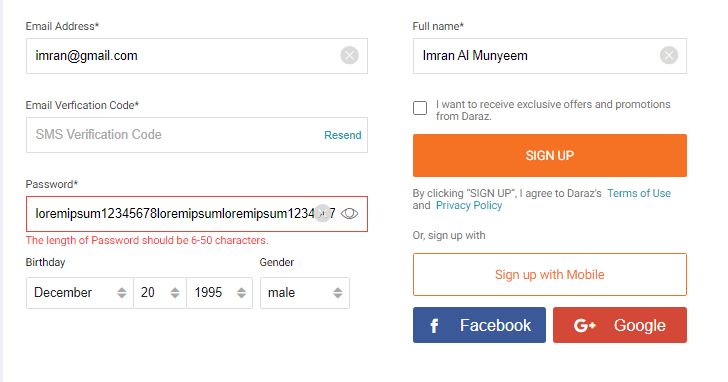 Email Address*
imran@gmail.com
Email Verfication Code*
SMS Verification Code
Resend
Password*
loremipsum12345678loremipsumloremipsum1234 7
The length of Password should be 6-50 characters.
Birthday
Gender
December
20
1995
male
Full name*
Imran Al Munyeem
I want to receive exclusive offers and promotions
from Daraz.
SIGN UP
By clicking "SIGN UP", I agree to Daraz's Terms of Use
and Privacy Policy
Or, sign up with
Sign up with Mobile
f Facebook
G+ Google